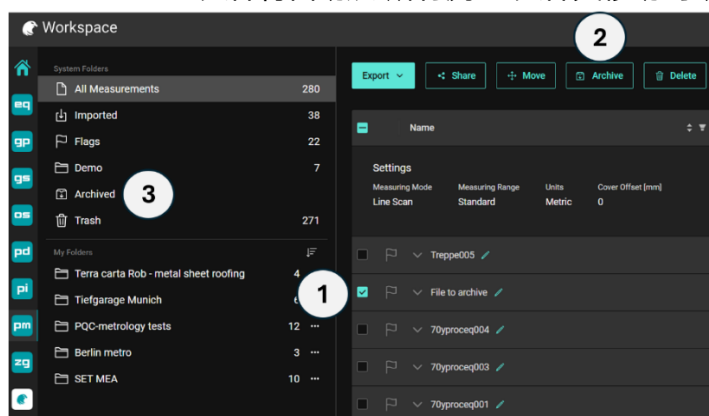 Workspace
2
System Folders
All Measurements 280
Imported 38
Flags 22
Demo 7
Archived 3
Trash 271
My Folders
Terra carta Rob - metal sheet roofing 4
Tiefgarage Munich
1
PQC-metrology tests 12 ...
Berlin metro 3 ...
SET MEA 10 ...
eq
gp
gs
os
pd
pi
pm
zg
Export
Share
Move
Archive
Delete
Name
Settings
Measuring Mode Measuring Range Units Cover Offset [mm]
Line Scan Standard Metric 0
Treppe005
File to archive
70yproceq004
70yproceq003
70yproceq001